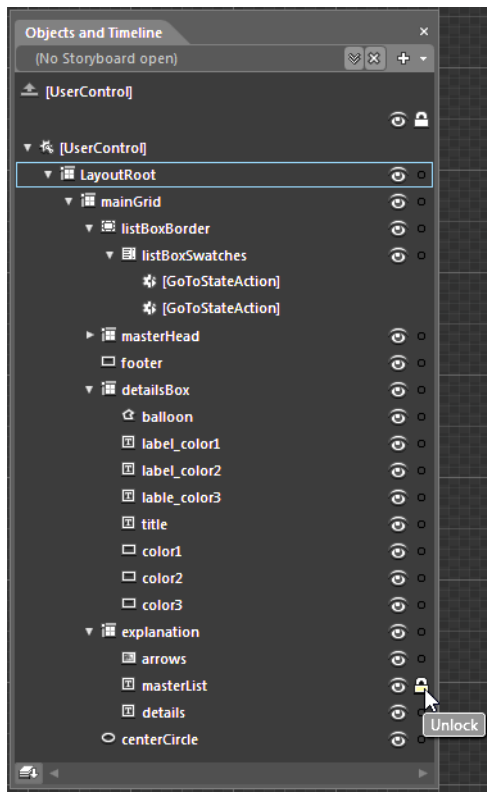 Objects and Timeline
(No Storyboard open)
[UserControl]
[UserControl]
LayoutRoot
mainGrid
listBoxBorder
listBoxSwatches
[GoToStateAction]
[GoToStateAction]
masterHead
footer
detailsBox
balloon
label_color1
label_color2
lable_color3
title
color1
color2
color3
explanation
arrows
masterList
details
Unlock
centerCircle